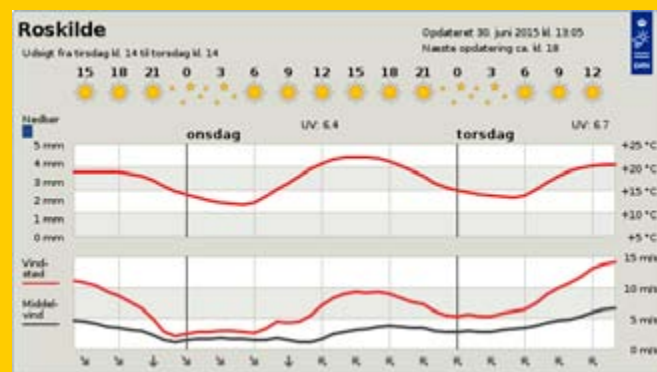 Roskilde
Opdateret 30. juni 2015 kl. 13:05
Udsigt fra tirsdag kl. 14 til torsdag kl. 14
Næste opdatering ca. kl. 18
DMI
15 18 21 0 3 6 9 12 15 18 21 0 3 6 9 12
Nedbør
onsdag UV: 6.4 torsdag UV: 6.7
5 mm +25 °C
4 mm +20 °C
3 mm +15 °C
2 mm +10 °C
1 mm +5 °C
0 mm
Vind-
stød
Middel-
vind
15 m/s
10 m/s
5 m/s
0 m/s